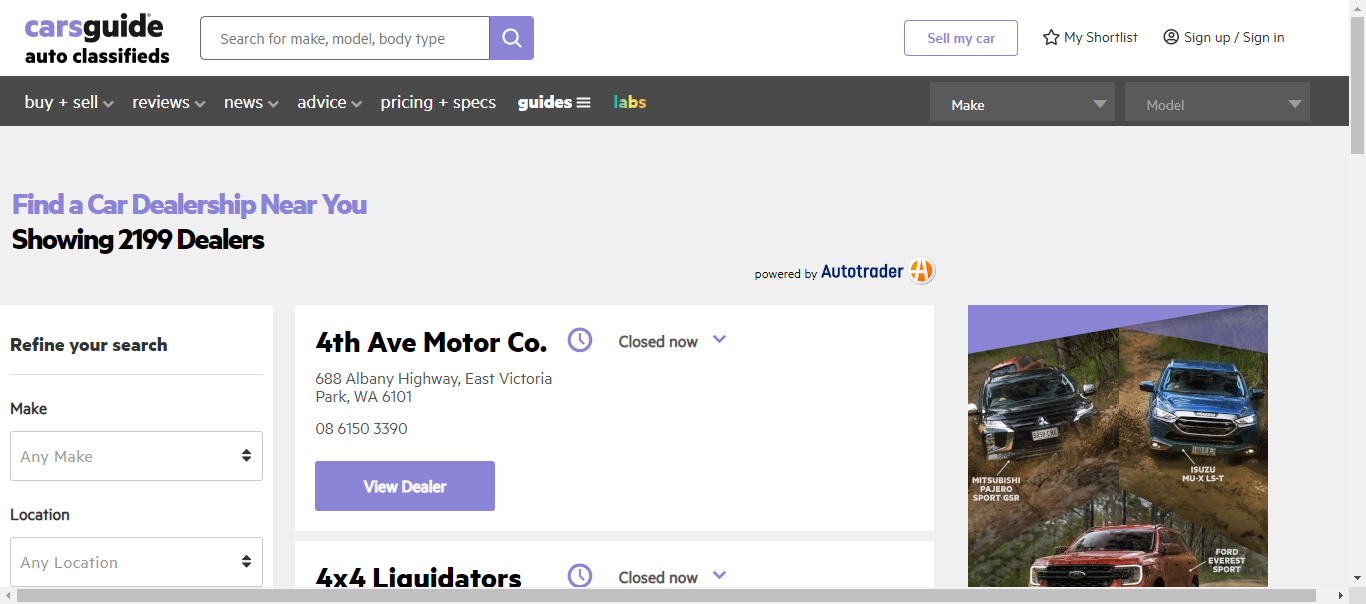 carsguide
auto classifieds
Search for make, model, body type
Sell my car
My Shortlist
Sign up / Sign in
buy + sell
reviews
news
advice
pricing + specs
guides
labs
Make
Model
Find a Car Dealership Near You
Showing 2199 Dealers
powered by Autotrader
Refine your search
Make
Any Make
Location
Any Location
4th Ave Motor Co.
Closed now
688 Albany Highway, East Victoria
Park, WA 6101
08 6150 3390
View Dealer
4x4 Liquidators
Closed now
MITSUBISHI
PAJERO
SPORT GSR
ISUZU
MU-X LS-T
FORD
EVEREST
SPORT